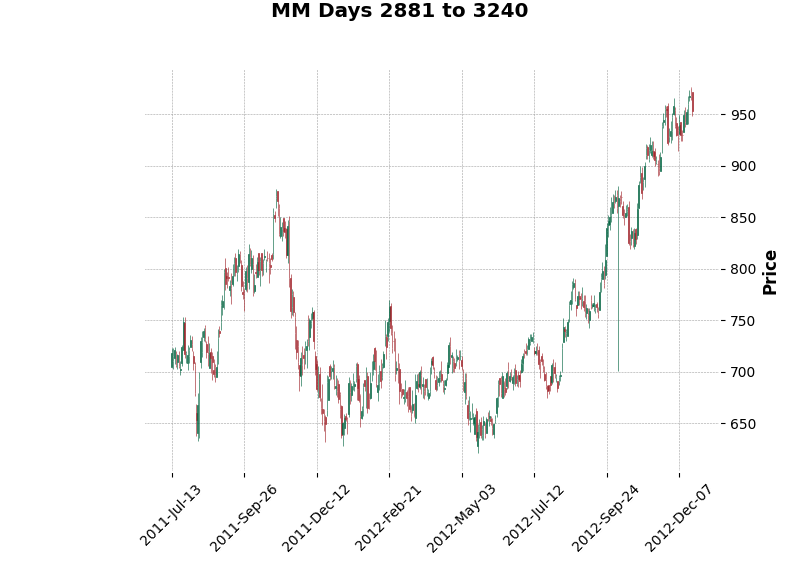 MM Days 2881 to 3240
950
900
850
800
750
700
650
Price
2011-Jul-13
2011-Sep-26
2011-Dec-12
2012-Feb-21
2012-May-03
2012-Jul-12
2012-Sep-24
2012-Dec-07